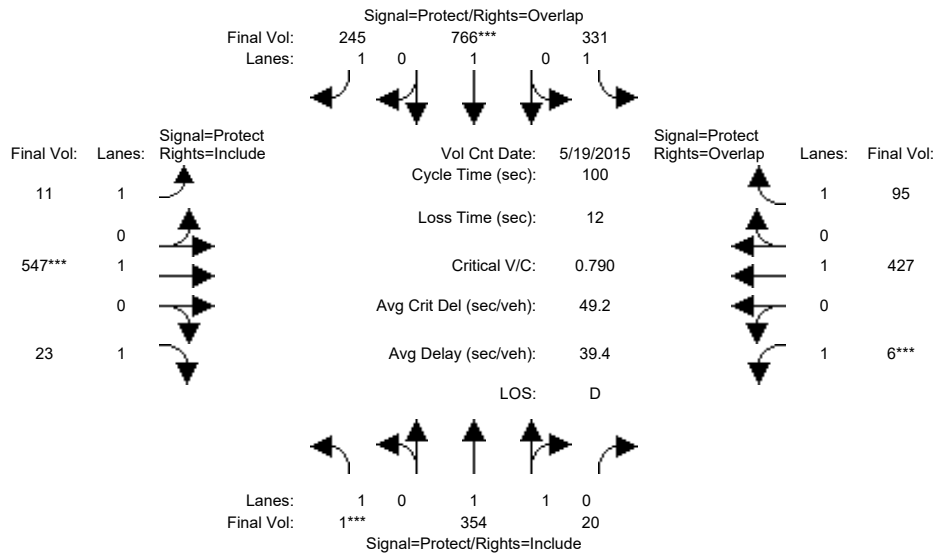 Signal=Protect/Rights=Overlap
Final Vol: 245 766*** 331
Lanes: 1 0 1 0 1
Signal=Protect Signal=Protect
Final Vol: Lanes: Rights=Include Vol Cnt Date: 5/19/2015 Rights=Overlap Lanes: Final Vol:
Cycle Time (sec): 100
11 1 1 95
Loss Time (sec): 12
0 0
547*** 1 Critical V/C: 0.790 1 427
0 Avg Crit Del (sec/veh): 49.2 0
23 1 Avg Delay (sec/veh): 39.4 1 6***
LOS: D
Lanes: 1 0 1 1 0
Final Vol: 1*** 354 20
Signal=Protect/Rights=Include